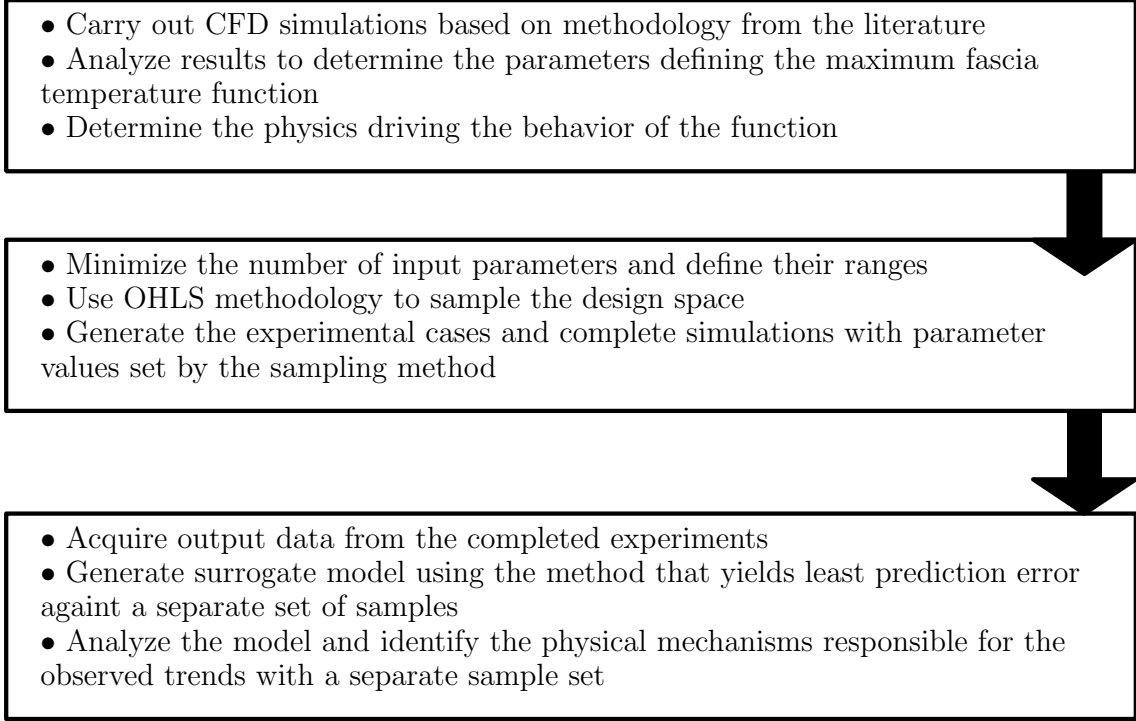 • Carry out CFD simulations based on methodology from the literature
• Analyze results to determine the parameters defining the maximum fascia
temperature function
• Determine the physics driving the behavior of the function
• Minimize the number of input parameters and define their ranges
• Use OHLS methodology to sample the design space
• Generate the experimental cases and complete simulations with parameter
values set by the sampling method
• Acquire output data from the completed experiments
• Generate surrogate model using the method that yields least prediction error
againt a separate set of samples
• Analyze the model and identify the physical mechanisms responsible for the
observed trends with a separate sample set